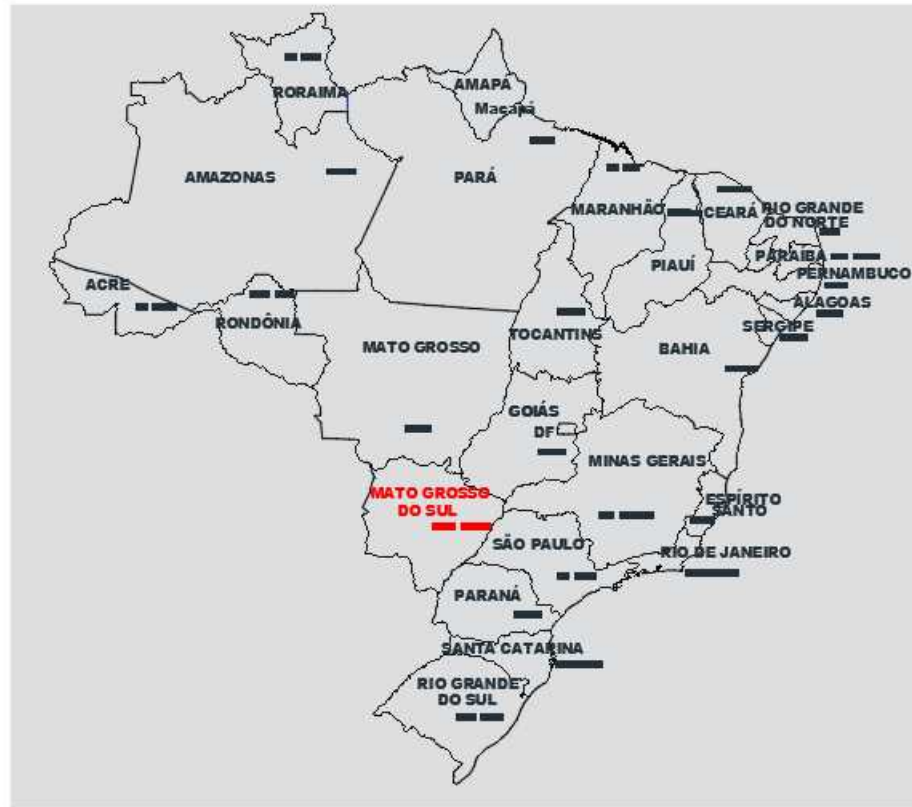 RORAIMA
AMAPÁ
Macapá
AMAZONAS
PARÁ
MARANHÃO
CEARÁ
RIO GRANDE
DO NORTE
PARAÍBA
PERNAMBUCO
PIAUÍ
ACRE
ALAGOAS
RONDÔNIA
TOCANTINS
SERGIPE
MATO GROSSO
BAHIA
GOIÁS
DF
MINAS GERAIS
MATO GROSSO
DO SUL
ESPÍRITO
SANTO
SÃO PAULO
RIO DE JANEIRO
PARANÁ
SANTA CATARINA
RIO GRANDE
DO SUL